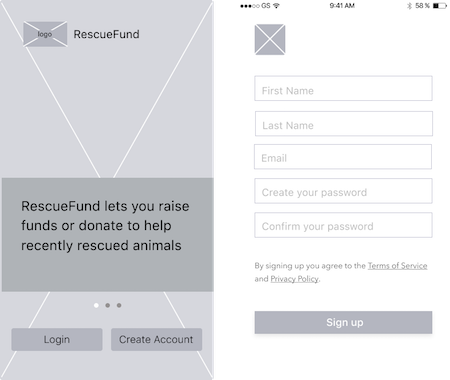 logo
RescueFund
RescueFund lets you raise
funds or donate to help
recently rescued animals
Login
Create Account
GS
9:41 AM
58 %
First Name
Last Name
Email
Create your password
Confirm your password
By signing up you agree to the Terms of Service
and Privacy Policy.
Sign up